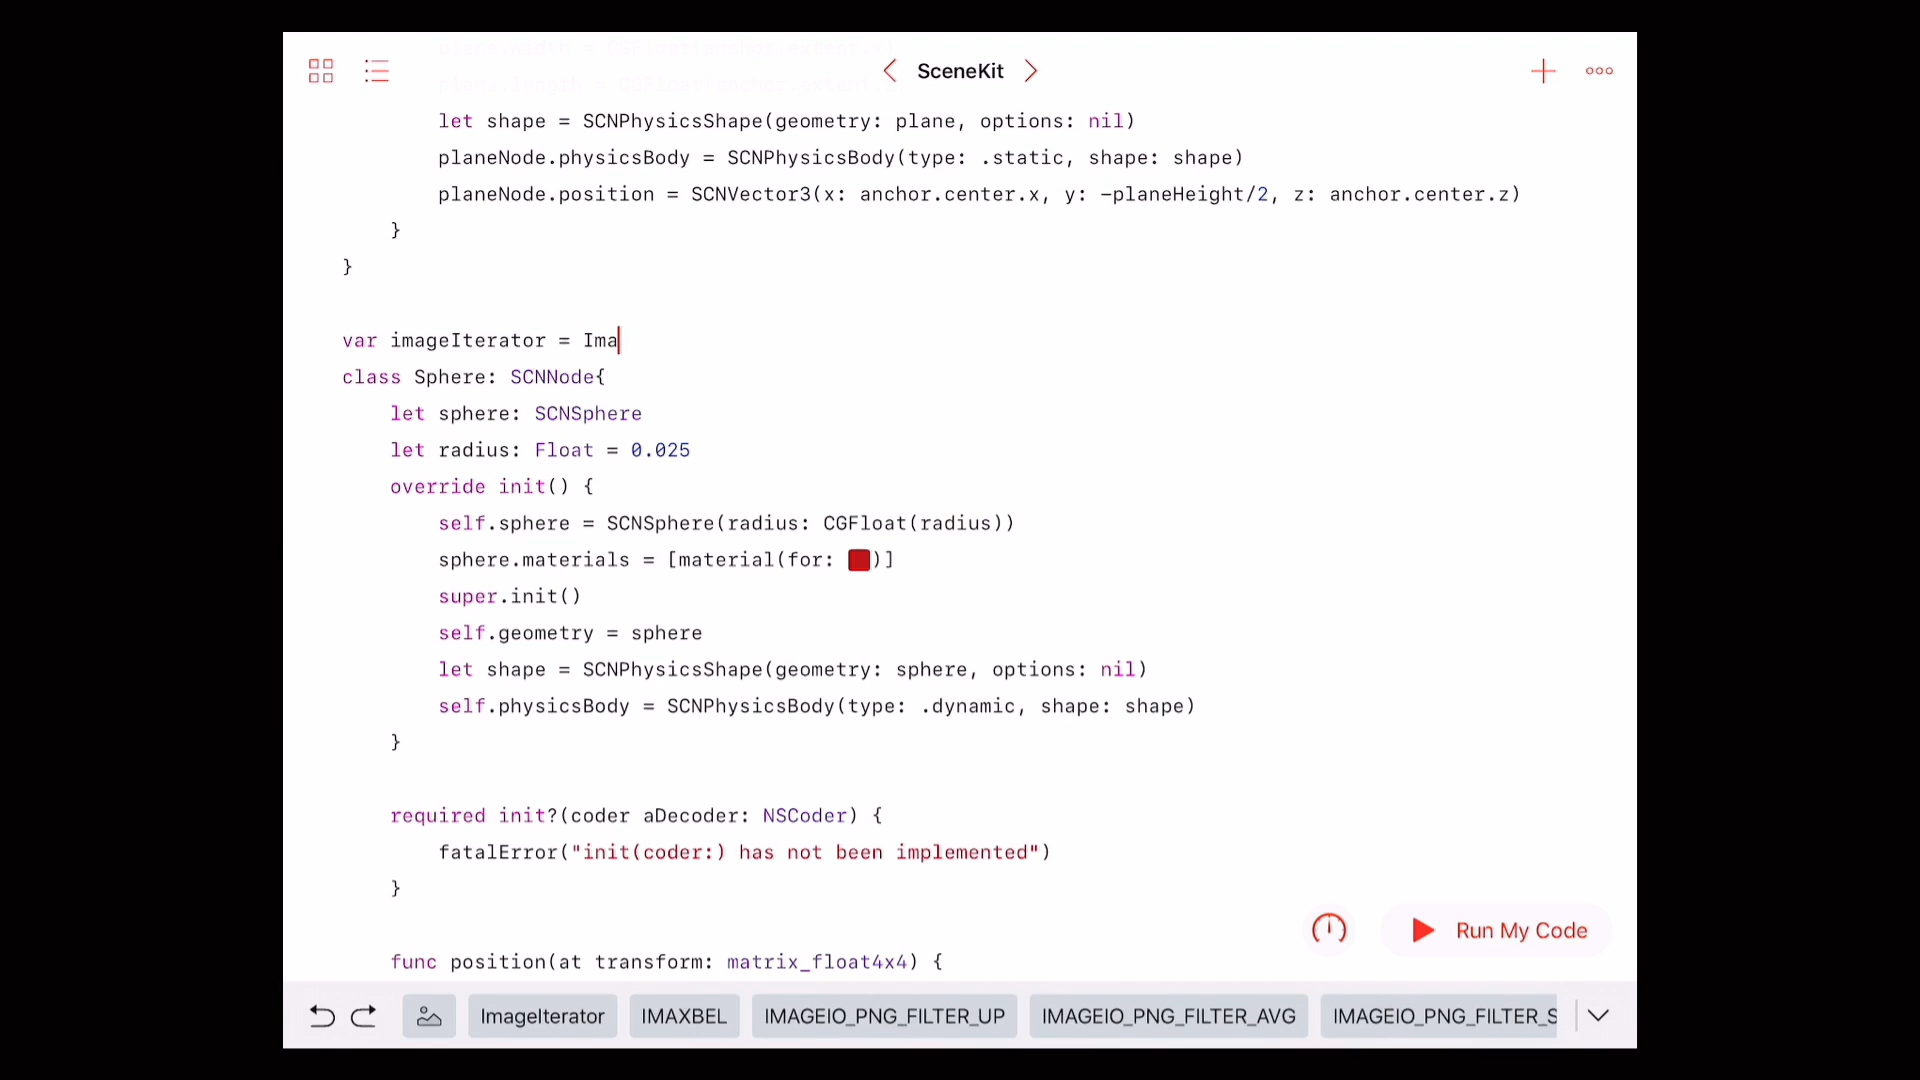 SceneKit
let shape = SCNPhysicsShape(geometry: plane, options: nil)
planeNode.physicsBody = SCNPhysicsBody(type: .static, shape: shape)
planeNode.position = SCNVector3(x: anchor.center.x, y: -planeHeight/2, z: anchor.center.z)
}
}
var imageIterator = Ima
class Sphere: SCNNode{
let sphere: SCNSphere
let radius: Float = 0.025
override init() {
self.sphere = SCNSphere(radius: CGFloat(radius))
sphere.materials = [material(for: )]
super.init()
self.geometry = sphere
let shape = SCNPhysicsShape(geometry: sphere, options: nil)
self.physicsBody = SCNPhysicsBody(type: .dynamic, shape: shape)
}
required init?(coder aDecoder: NSCoder) {
fatalError("init(coder:) has not been implemented")
}
Run My Code
func position(at transform: matrix_float4x4) {
ImageIterator IMAXBEL IMAGEIO_PNG_FILTER_UP IMAGEIO_PNG_FILTER_AVG IMAGEIO_PNG_FILTER_S